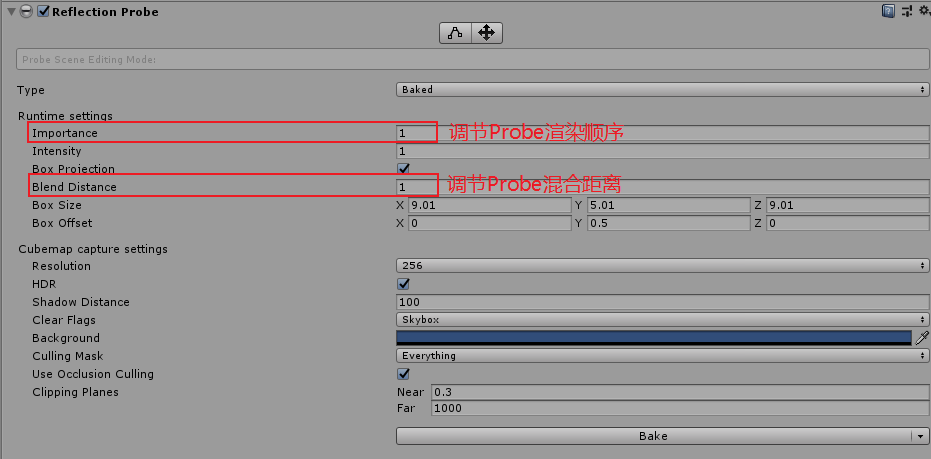 Reflection Probe
Probe Scene Editing Mode:
Type Baked
Runtime settings
Importance 1 调节Probe渲染顺序
Intensity 1
Box Projection
Blend Distance 1 调节Probe混合距离
Box Size X 9.01 Y 5.01 Z 9.01
Box Offset X 0 Y 0.5 Z 0
Cubemap capture settings
Resolution 256
HDR
Shadow Distance 100
Clear Flags Skybox
Background
Culling Mask Everything
Use Occlusion Culling
Clipping Planes Near 0.3
Far 1000
Bake